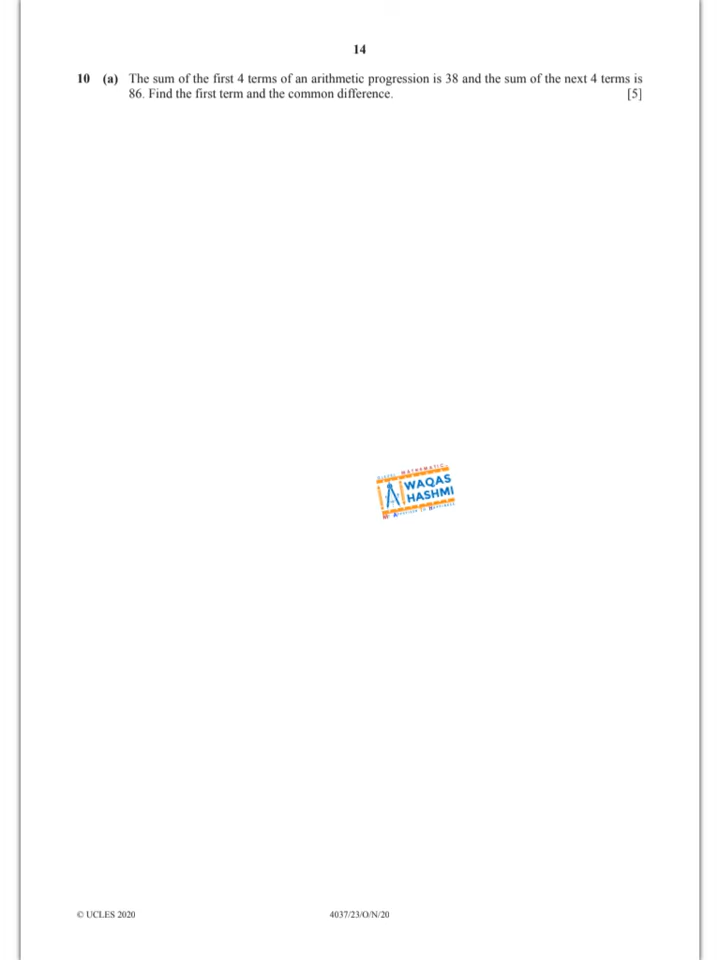 14
10 (a) The sum of the first 4 terms of an arithmetic progression is 38 and the sum of the next 4 terms is
86. Find the first term and the common difference. [5]
WAQAS
HASHMI
© UCLES 2020 4037/23/O/N/20